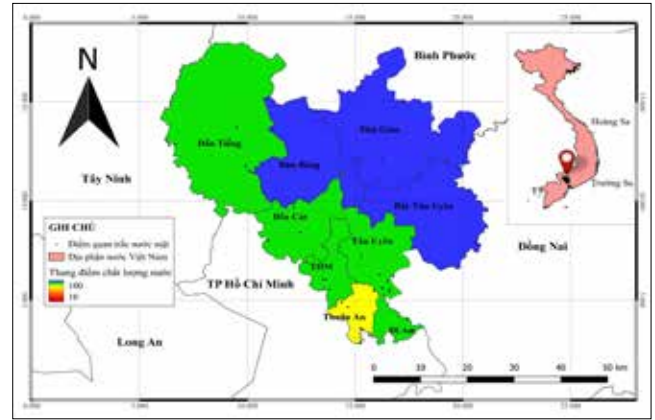 N
Bình Phước
Hoàng Sa
Trường Sa
Phú Giáo
Dầu Tiếng
Bàu Bàng
Tây Ninh
Bắc Tân Uyên
Bến Cát
Tân Uyên
Đồng Nai
GHI CHÚ
Điểm quan trắc nước mặt
Địa phận nước Việt Nam
Thang điểm chất lượng nước
100
10
TDM
TP Hồ Chí Minh
Thuận An
Dĩ An
Long An
0 10 20 30 40 50 km